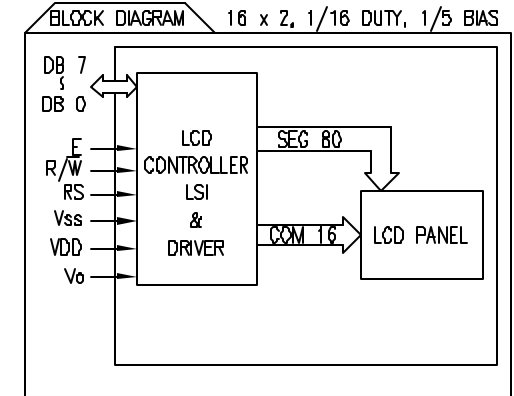 BLOCK DIAGRAM 16 x 2, 1/16 DUTY, 1/5 BIAS
DB 7
DB 0
E
R/W̅
RS
Vss
VDD
Vo
LCD
CONTROLLER
LSI
&
DRIVER
SEG 80
COM 16
LCD PANEL